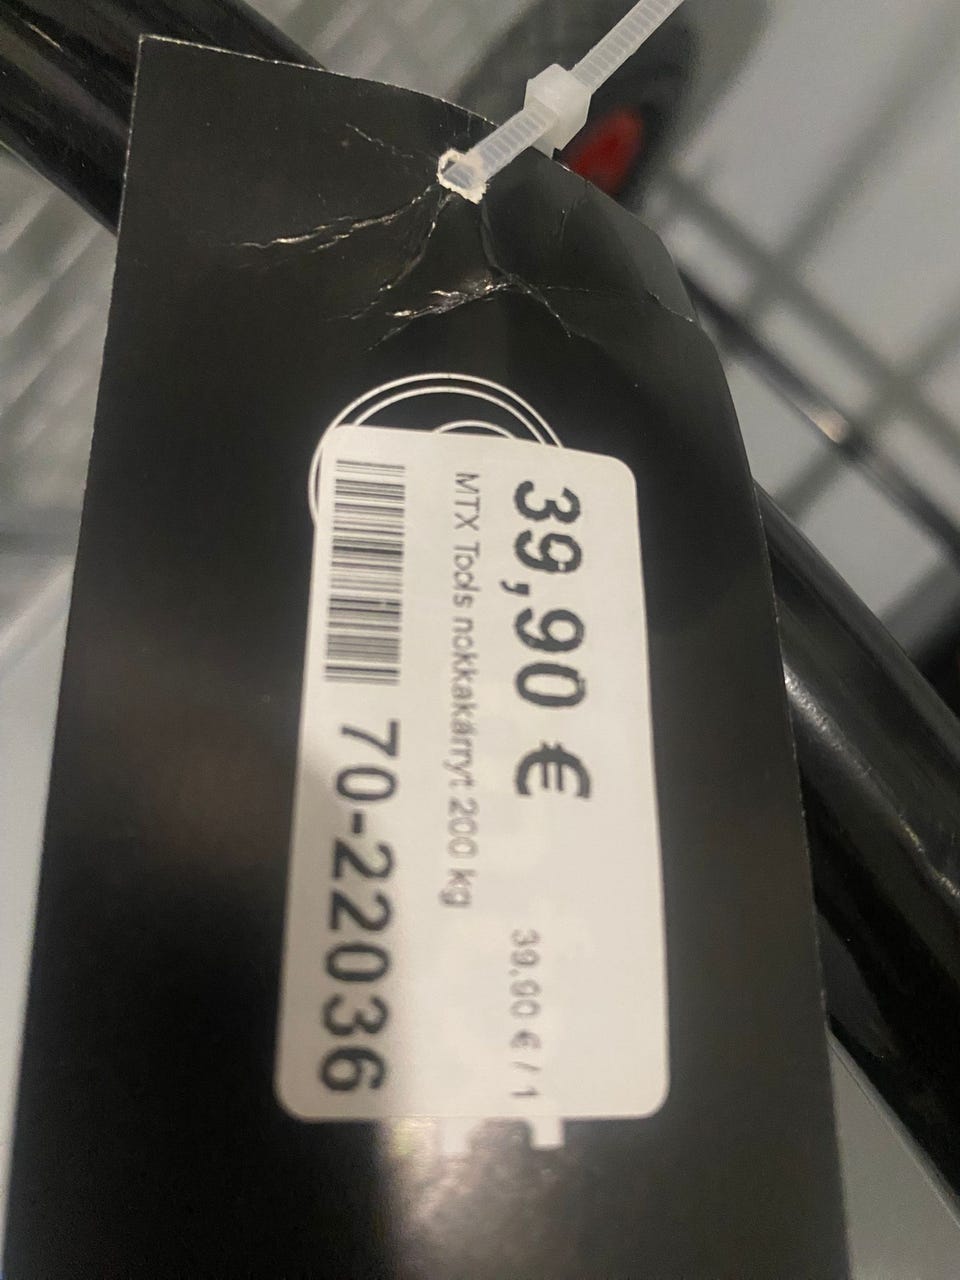 39,90 €
39,90 € / 1
MTX Tools nokkakärryt 200 kg
70-22036